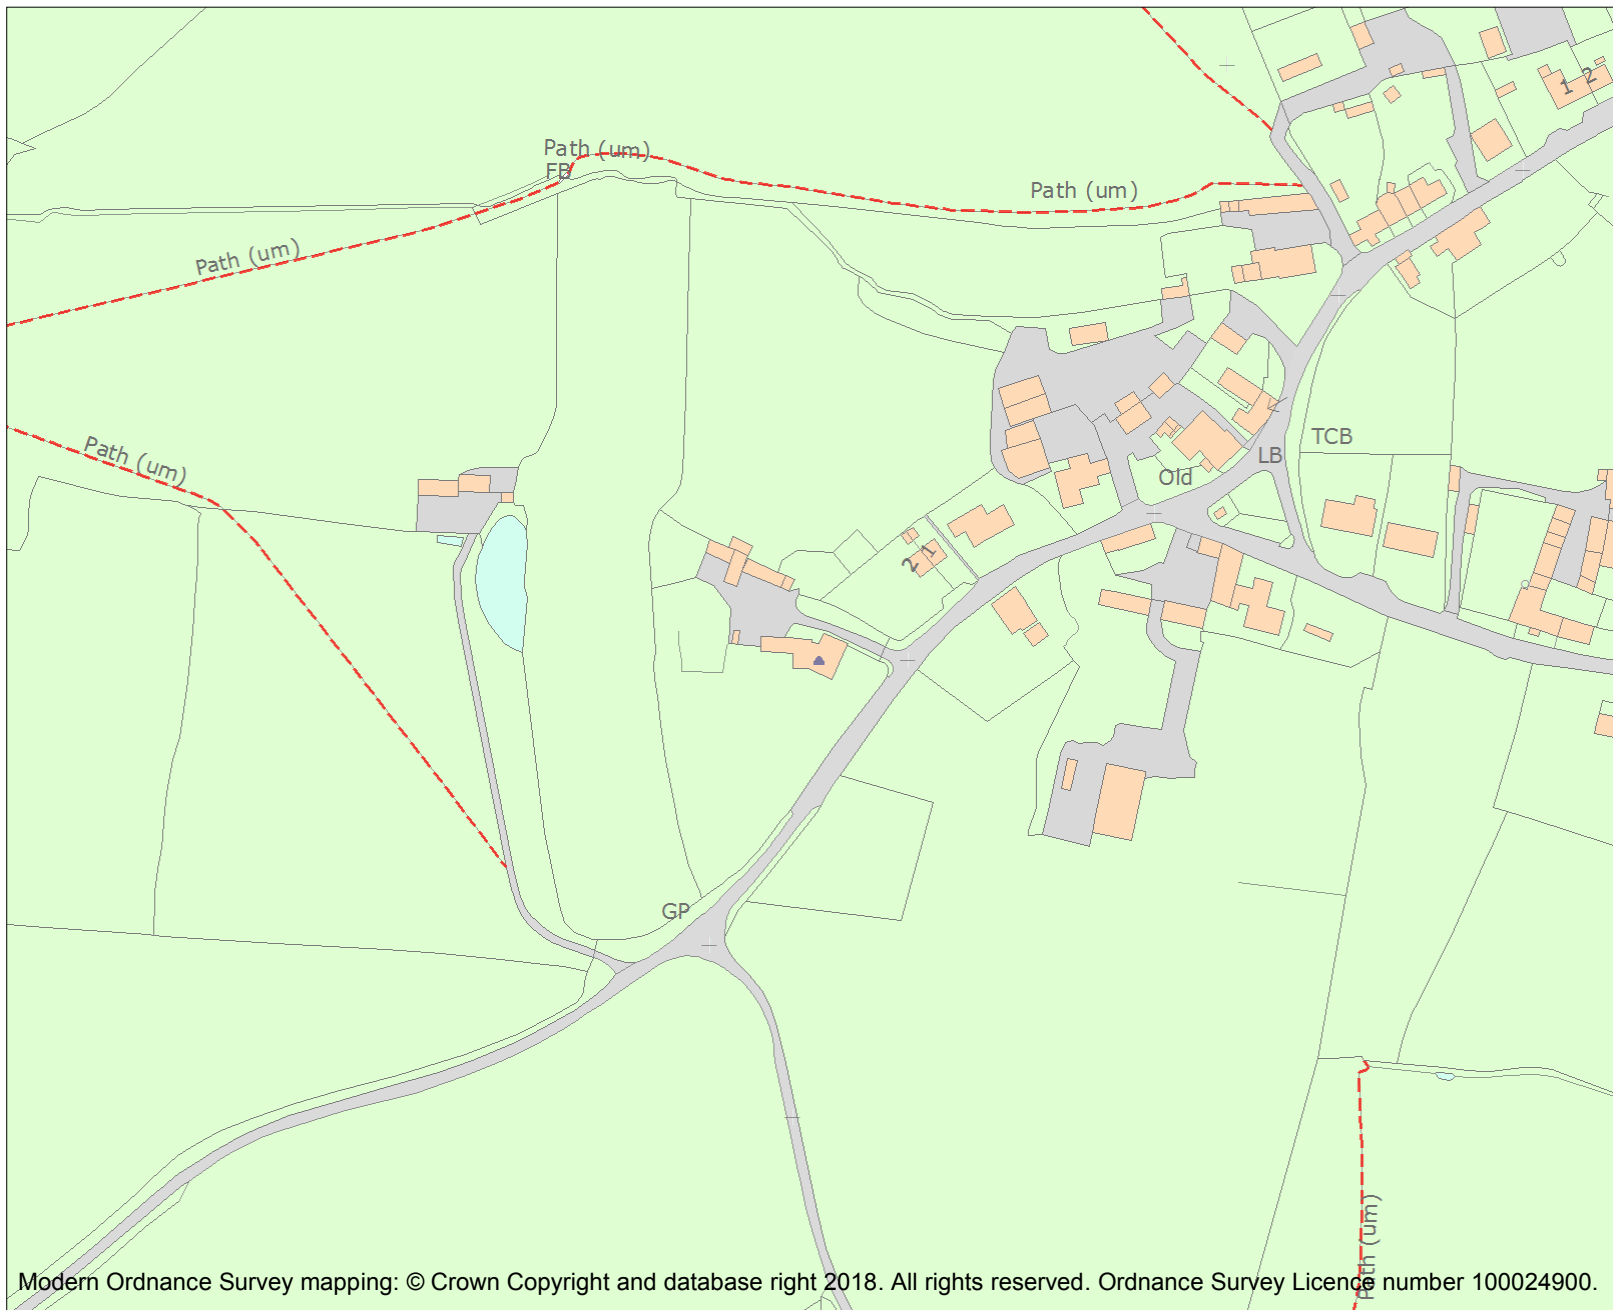 1 2
Path (um)
FB
Path (um)
Path (um)
TCB
Path (um)
LB
Old
2 1
GP
Path (um)
Modern Ordnance Survey mapping: © Crown Copyright and database right 2018. All rights reserved. Ordnance Survey Licence number 100024900.